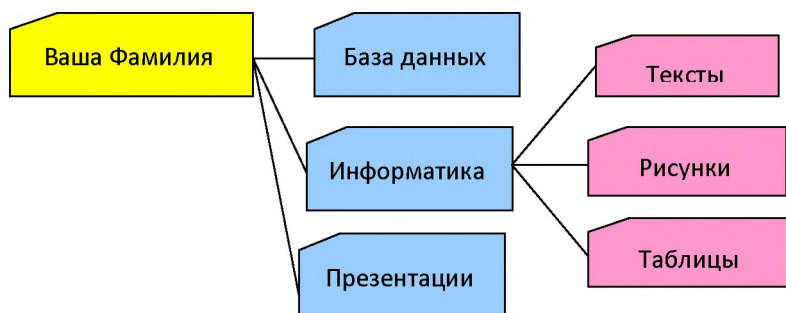 Ваша Фамилия
База данных
Тексты
Информатика
Рисунки
Презентации
Таблицы